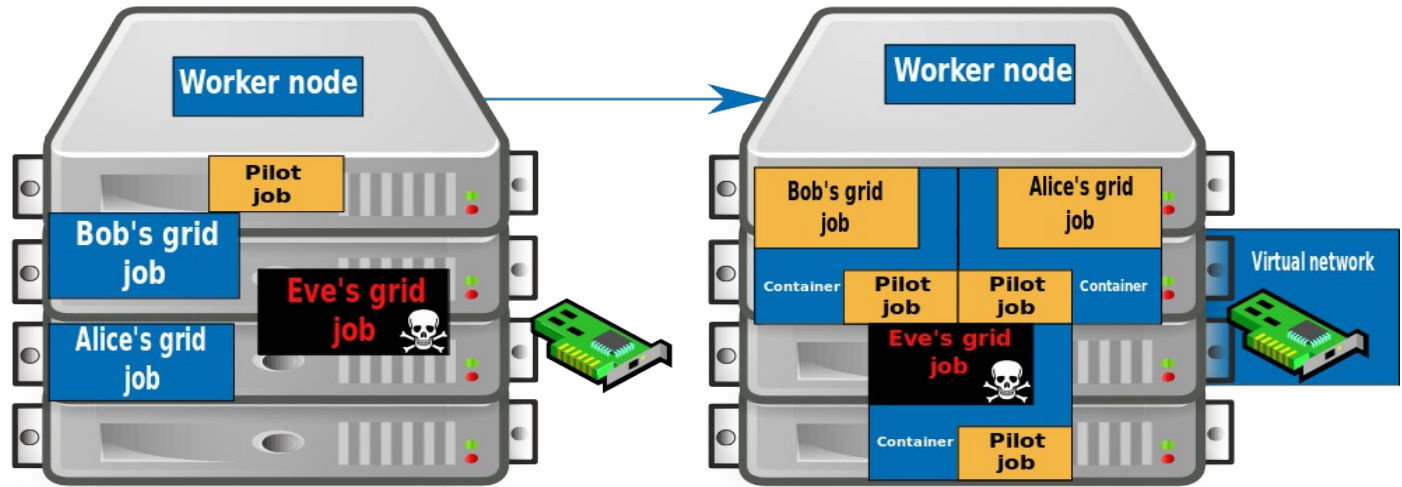 Worker node
Pilot
job
Bob's grid
job
Eve's grid
job
Alice's grid
job
Worker node
Bob's grid
job
Alice's grid
job
Container
Pilot
job
Pilot
job
Container
Virtual network
Eve's grid
job
Container
Pilot
job